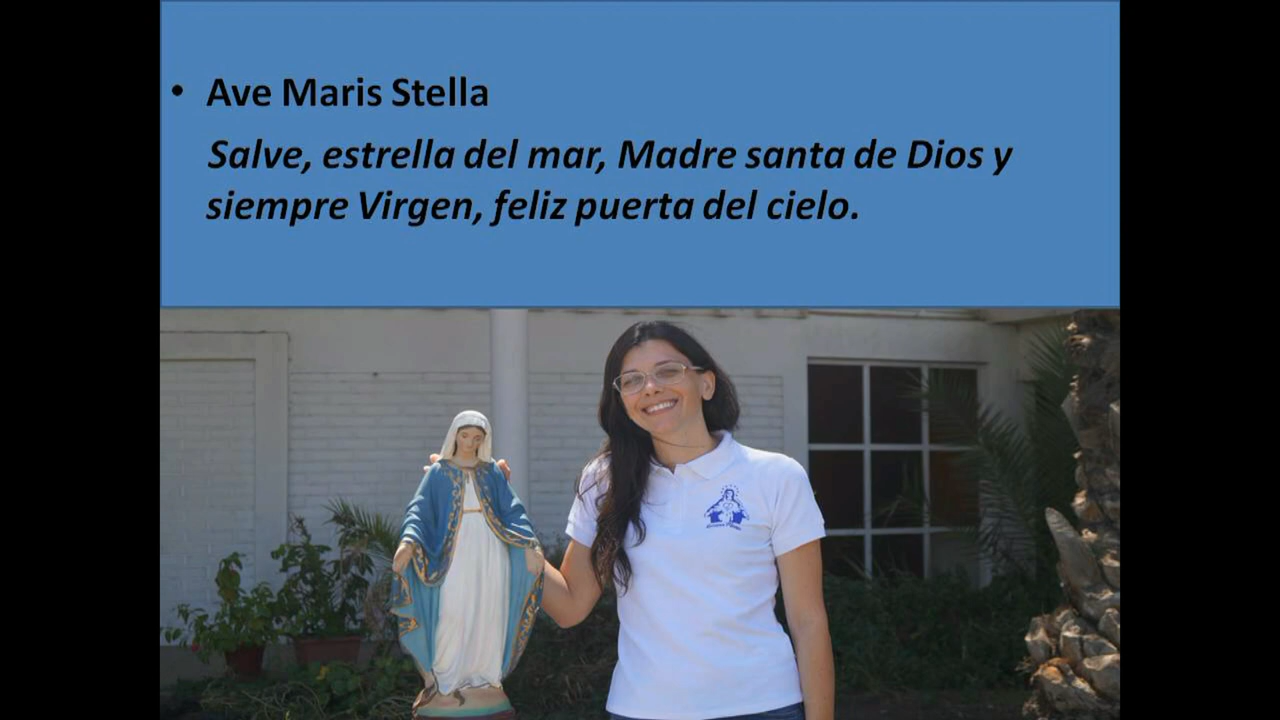 • Ave Maris Stella
Salve, estrella del mar, Madre santa de Dios y
siempre Virgen, feliz puerta del cielo.